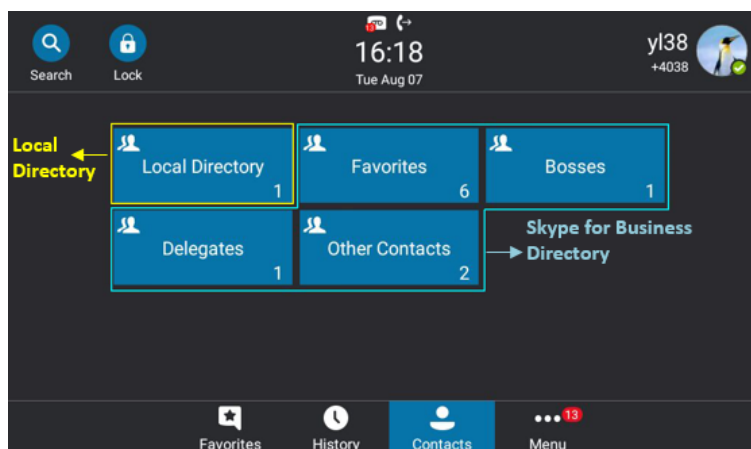 16:18
yl38
+4038
Search
Lock
Tue Aug 07
Local
Directory
Local Directory
1
Favorites
6
Bosses
1
Delegates
1
Other Contacts
2
Skype for Business
Directory
13
Favorites
History
Contacts
Menu